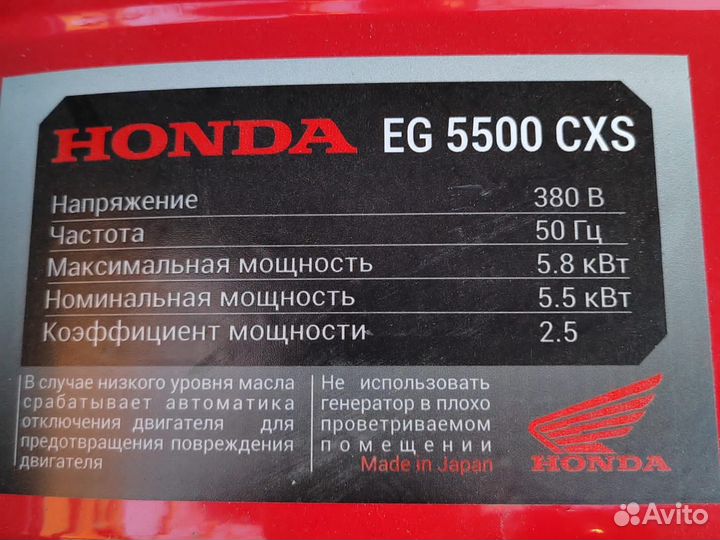 HONDA EG 5500 CXS
Напряжение 380 В
Частота 50 Гц
Максимальная мощность 5.8 кВт
Номинальная мощность 5.5 кВт
Коэффициент мощности 2.5
В случае низкого уровня масла
срабатывает автоматика
отключения двигателя для
предотвращения повреждения
двигателя
Не использовать
генератор в плохо
проветриваемом
помещении
Made in Japan
HONDA
Avito